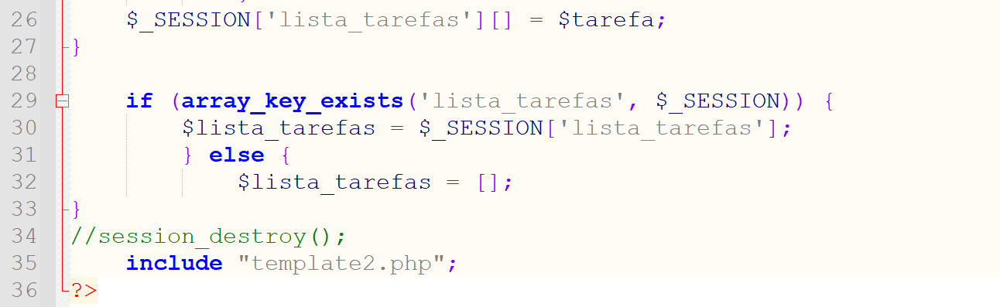 26 $_SESSION['lista_tarefas'][] = $tarefa;
27 }
28
29 if (array_key_exists('lista_tarefas', $_SESSION)) {
30 $lista_tarefas = $_SESSION['lista_tarefas'];
31 } else {
32 $lista_tarefas = [];
33 }
34 //session_destroy();
35 include "template2.php";
36 ?>